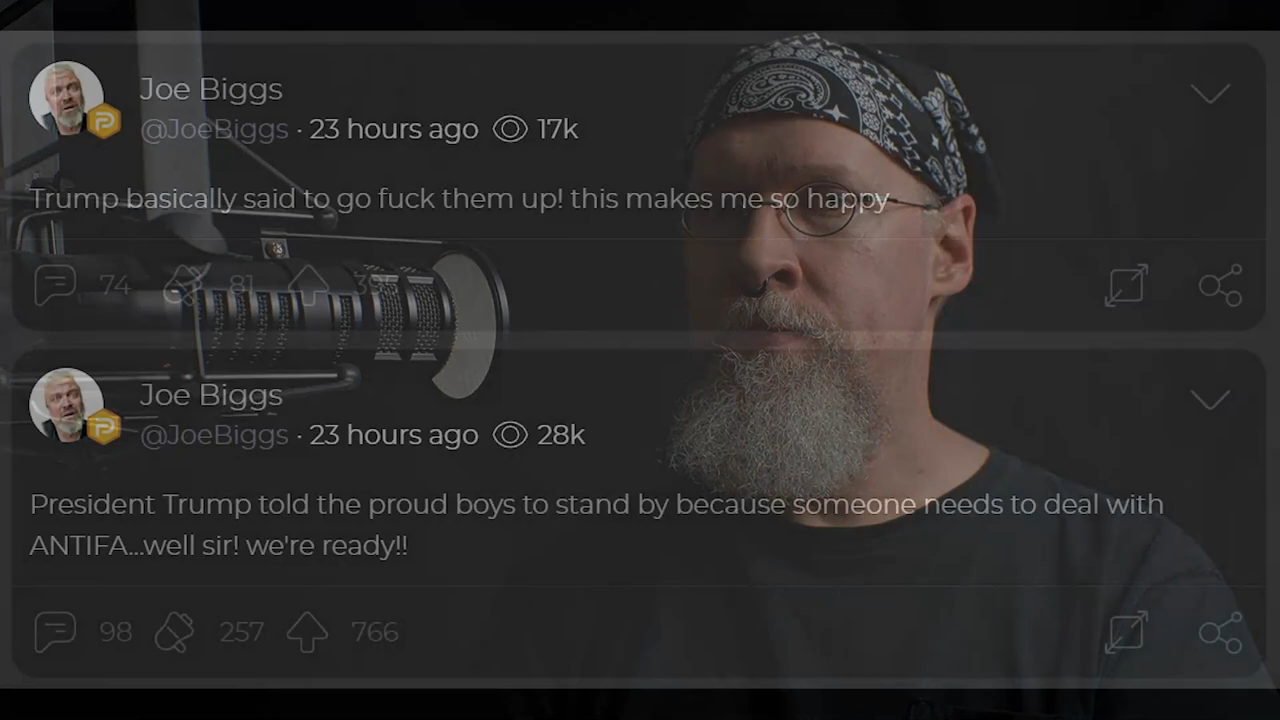 Joe Biggs
@JoeBiggs · 23 hours ago 17k
Trump basically said to go fuck them up! this makes me so happy
74 81
Joe Biggs
@JoeBiggs · 23 hours ago 28k
President Trump told the proud boys to stand by because someone needs to deal with
ANTIFA...well sir! we're ready!!
98 257 766